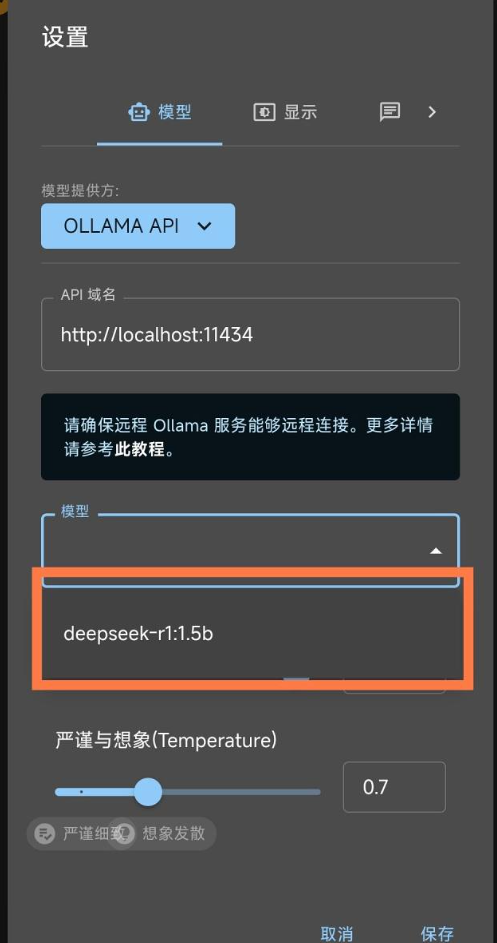 设置
模型
显示
模型提供方:
OLLAMA API
API 域名
http://localhost:11434
请确保远程 Ollama 服务能够远程连接。更多详情
请参考此教程。
模型
deepseek-r1:1.5b
严谨与想象(Temperature)
0.7
严谨细致
想象发散
取消
保存